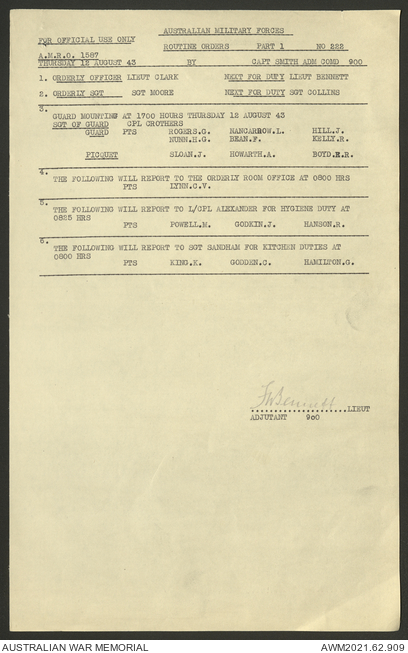 AUSTRALIAN MILITARY FORCES
FOR OFFICIAL USE ONLY
ROUTINE ORDERS PART 1 NO 222
A.M.R.O. 1587
THURSDAY 12 AUGUST 43 BY CAPT SMITH ADM COMD 900
1. ORDERLY OFFICER LIEUT CLARK NEXT FOR DUTY LIEUT BENNETT
2. ORDERLY SGT SGT MOORE NEXT FOR DUTY SGT COLLINS
3.
GUARD MOUNTING AT 1700 HOURS THURSDAY 12 AUGUST 43
SGT OF GUARD CPL CROTHERS
GUARD PTS ROGERS.G. NANCARROW.L. HILL.J.
NUNN.H.G. BEAN.F. KELLY.R.
PICQUET SLOAN.J. HOWARTH.A. BOYD.E.R.
4.
THE FOLLOWING WILL REPORT TO THE ORDERLY ROOM OFFICE AT 0800 HRS
PTS LYNN.C.V.
5.
THE FOLLOWING WILL REPORT TO L/CPL ALEXANDER FOR HYGIENE DUTY AT
0825 HRS
PTS POWELL.M. GODKIN.J. HANSON.R.
6.
THE FOLLOWING WILL REPORT TO SGT SANDHAM FOR KITCHEN DUTIES AT
0800 HRS
PTS KING.K. GODDEN.C. HAMILTON.G.
Bennett
....................LIEUT
ADJUTANT 900
AUSTRALIAN WAR MEMORIAL AWM2021.62.909